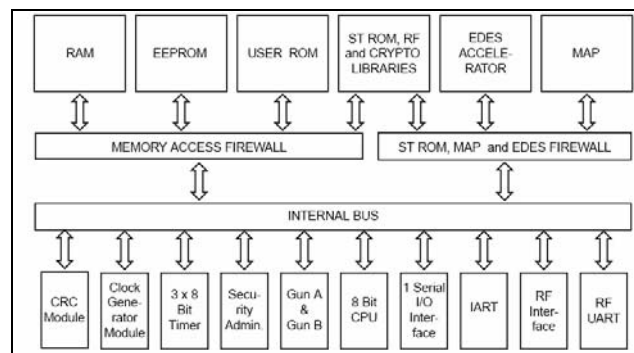 RAM
EEPROM
USER ROM
ST ROM, RF
and CRYPTO
LIBRARIES
EDES
ACCELE-
RATOR
MAP
MEMORY ACCESS FIREWALL
ST ROM, MAP and EDES FIREWALL
INTERNAL BUS
CRC
Module
Clock
Gene-
rator
Module
3 x 8
Bit
Timer
Secu-
rity
Admin.
Gun A
&
Gun B
8 Bit
CPU
1 Serial
I/O
Inter-
face
IART
RF
Inter-
face
RF
UART